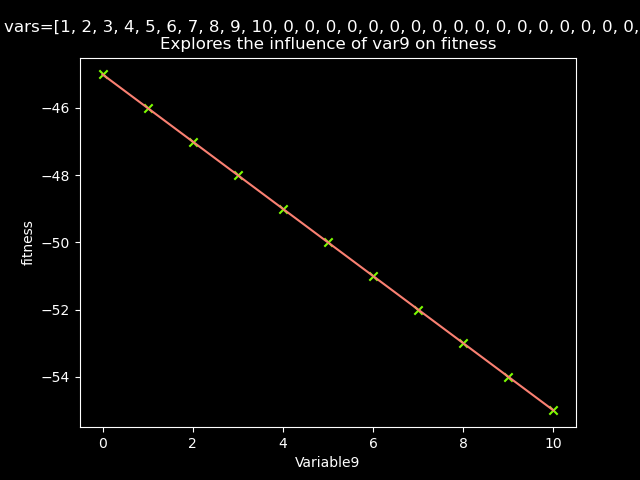 vars=[1, 2, 3, 4, 5, 6, 7, 8, 9, 10, 0, 0, 0, 0, 0, 0, 0, 0, 0, 0, 0, 0, 0, 0, 0, 0, 0,
Explores the influence of var9 on fitness
−46
−48
−50
−52
−54
fitness
0 2 4 6 8 10
Variable9